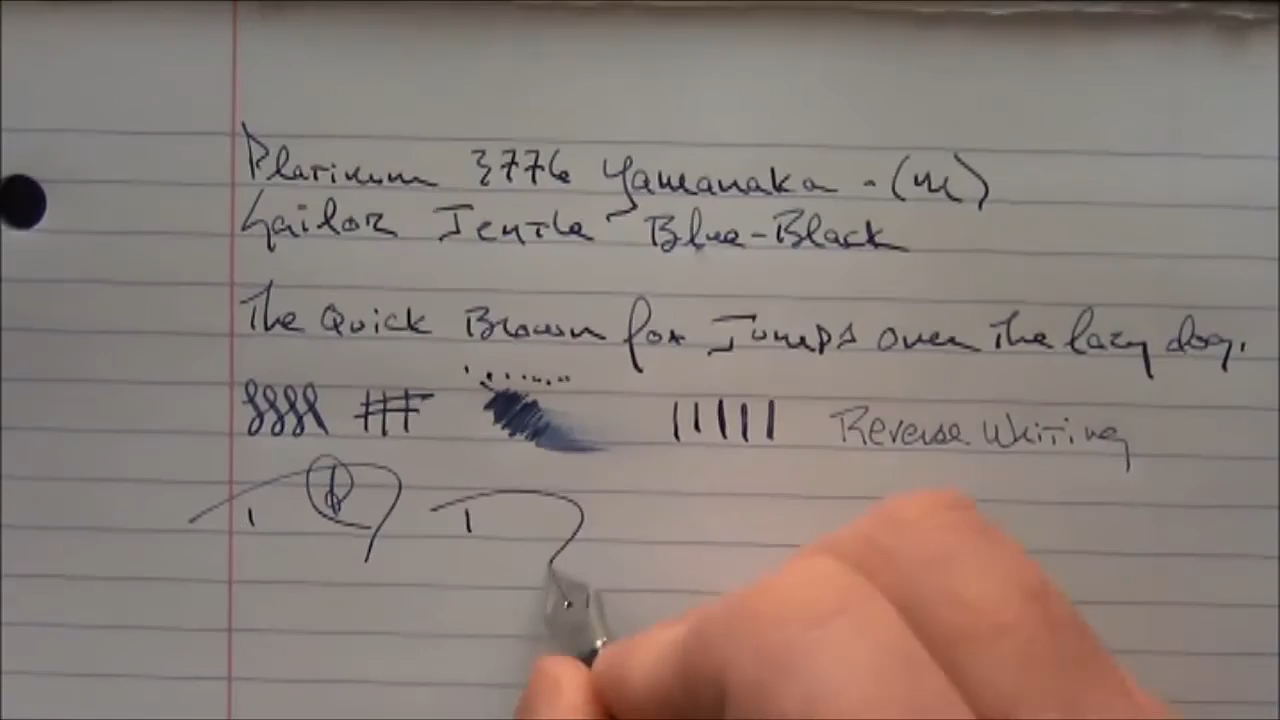 Platinum 3776 Yamanaka - (m)
Sailor Jentle Blue-Black
The Quick Brown fox Jumps over The lazy dog.
Reverse Writing